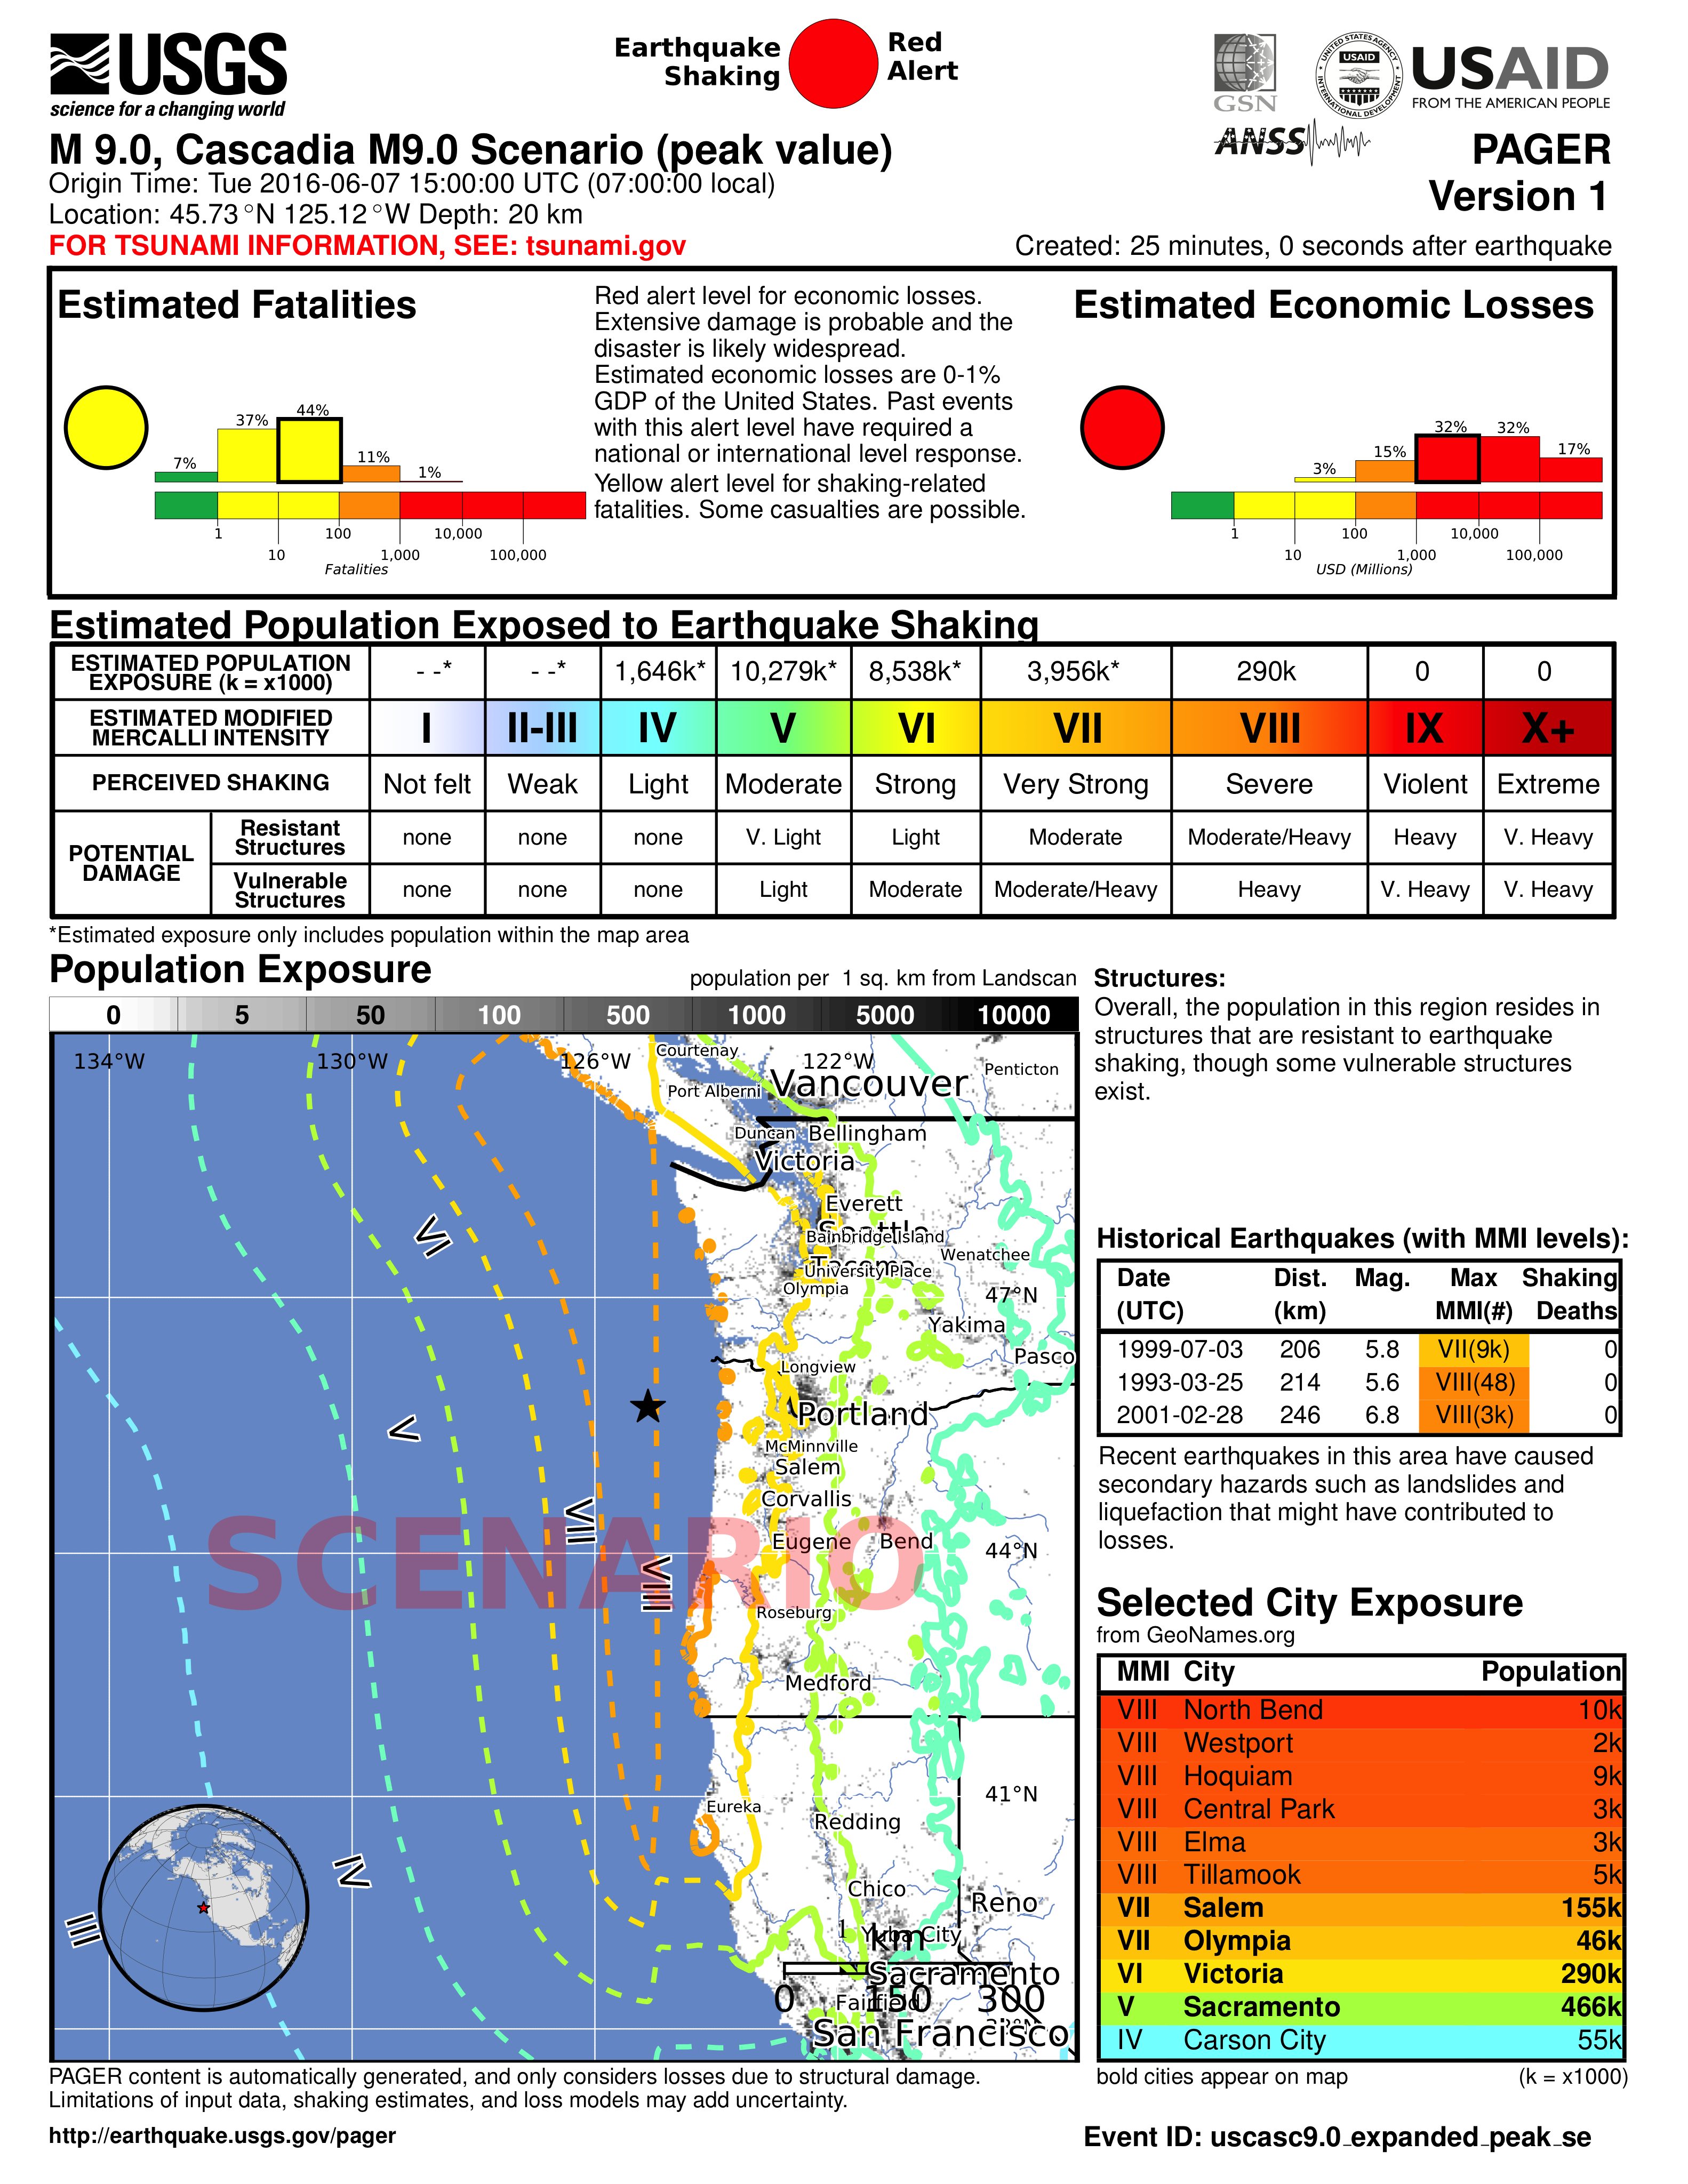 USGS
science for a changing world
Earthquake
Shaking
Red
Alert
GSN
UNITED STATES AGENCY
USAID
INTERNATIONAL DEVELOPMENT
USAID
FROM THE AMERICAN PEOPLE
ANSS
M 9.0, Cascadia M9.0 Scenario (peak value)
PAGER
Version 1
Origin Time: Tue 2016-06-07 15:00:00 UTC (07:00:00 local)
Location: 45.73°N 125.12°W Depth: 20 km
FOR TSUNAMI INFORMATION, SEE: tsunami.gov
Created: 25 minutes, 0 seconds after earthquake
Estimated Fatalities
7%
37%
44%
11%
1%
1
10
100
1,000
10,000
100,000
Fatalities
Red alert level for economic losses.
Extensive damage is probable and the
disaster is likely widespread.
Estimated economic losses are 0-1%
GDP of the United States. Past events
with this alert level have required a
national or international level response.
Yellow alert level for shaking-related
fatalities. Some casualties are possible.
Estimated Economic Losses
3%
15%
32%
32%
17%
1
10
100
1,000
10,000
100,000
USD (Millions)
Estimated Population Exposed to Earthquake Shaking
ESTIMATED POPULATION
EXPOSURE (k = x1000)
- -* - -* 1,646k* 10,279k* 8,538k* 3,956k* 290k 0 0
ESTIMATED MODIFIED
MERCALLI INTENSITY
I II-III IV V VI VII VIII IX X+
PERCEIVED SHAKING Not felt Weak Light Moderate Strong Very Strong Severe Violent Extreme
POTENTIAL
DAMAGE
Resistant
Structures
none none none V. Light Light Moderate Moderate/Heavy Heavy V. Heavy
Vulnerable
Structures
none none none Light Moderate Moderate/Heavy Heavy V. Heavy V. Heavy
*Estimated exposure only includes population within the map area
Population Exposure
population per 1 sq. km from Landscan
0 5 50 100 500 1000 5000 10000
134°W 130°W 126°W 122°W
Courtenay
Penticton
Vancouver
Port Alberni
Duncan
Bellingham
Victoria
Everett
Seattle
Bainbridge Island
Wenatchee
Tacoma
University Place
Olympia
47°N
Yakima
Pasco
Longview
Portland
McMinnville
Salem
Corvallis
Eugene
Bend
44°N
SCENARIO
Roseburg
Medford
41°N
Eureka
Redding
Chico
Reno
Yuba City
1 km
Sacramento
0 150 300
Fairfield
San Francisco
VI
V
VII
VIII
IV
III
Structures:
Overall, the population in this region resides in
structures that are resistant to earthquake
shaking, though some vulnerable structures
exist.
Historical Earthquakes (with MMI levels):
Date Dist. Mag. Max Shaking
(UTC) (km) MMI(#) Deaths
1999-07-03 206 5.8 VII(9k) 0
1993-03-25 214 5.6 VIII(48) 0
2001-02-28 246 6.8 VIII(3k) 0
Recent earthquakes in this area have caused
secondary hazards such as landslides and
liquefaction that might have contributed to
losses.
Selected City Exposure
from GeoNames.org
MMI City Population
VIII North Bend 10k
VIII Westport 2k
VIII Hoquiam 9k
VIII Central Park 3k
VIII Elma 3k
VIII Tillamook 5k
VII Salem 155k
VII Olympia 46k
VI Victoria 290k
V Sacramento 466k
IV Carson City 55k
bold cities appear on map (k = x1000)
PAGER content is automatically generated, and only considers losses due to structural damage.
Limitations of input data, shaking estimates, and loss models may add uncertainty.
http://earthquake.usgs.gov/pager
Event ID: uscasc9.0_expanded_peak_se